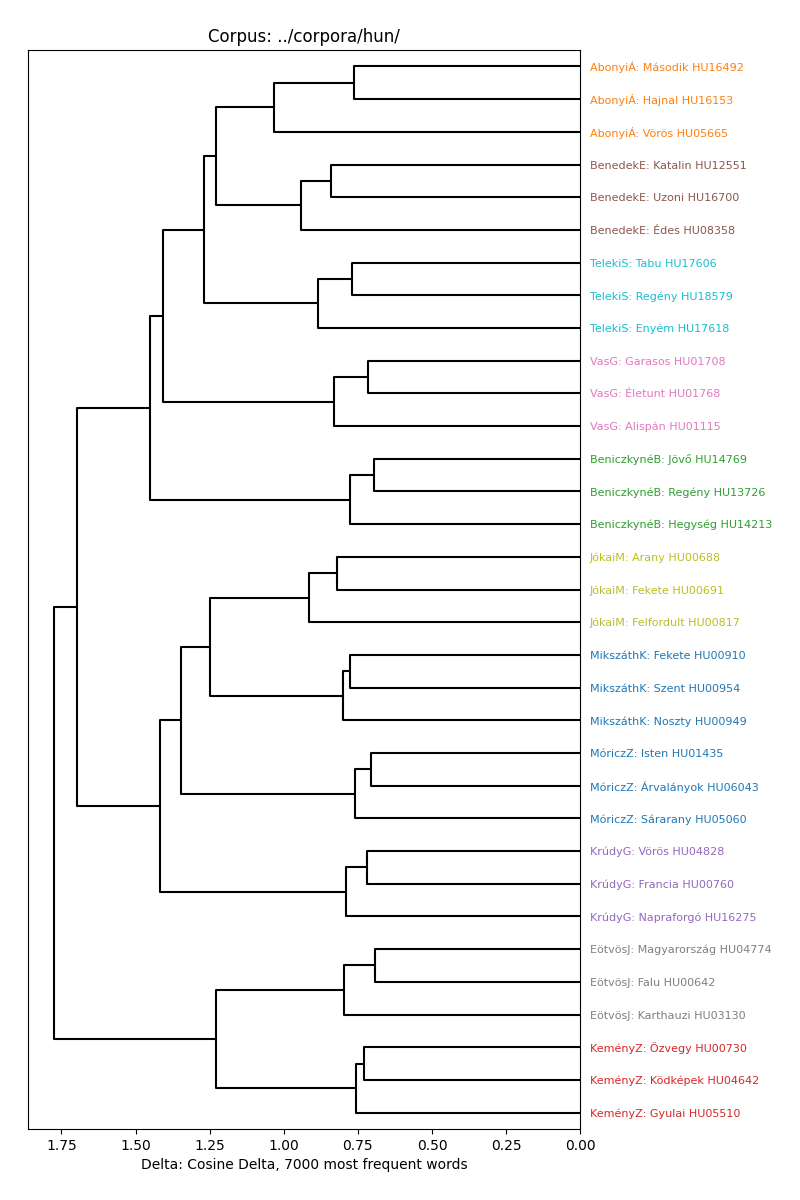 Corpus: ../corpora/hun/
AbonyiÁ: Második HU16492
AbonyiÁ: Hajnal HU16153
AbonyiÁ: Vörös HU05665
BenedekE: Katalin HU12551
BenedekE: Uzoni HU16700
BenedekE: Édes HU08358
TelekiS: Tabu HU17606
TelekiS: Regény HU18579
TelekiS: Enyém HU17618
VasG: Garasos HU01708
VasG: Életunt HU01768
VasG: Alispán HU01115
BeniczkynéB: Jövő HU14769
BeniczkynéB: Regény HU13726
BeniczkynéB: Hegység HU14213
JókaiM: Arany HU00688
JókaiM: Fekete HU00691
JókaiM: Felfordult HU00817
MikszáthK: Fekete HU00910
MikszáthK: Szent HU00954
MikszáthK: Noszty HU00949
MóriczZ: Isten HU01435
MóriczZ: Árvalányok HU06043
MóriczZ: Sárarany HU05060
KrúdyG: Vörös HU04828
KrúdyG: Francia HU00760
KrúdyG: Napraforgó HU16275
EötvösJ: Magyarország HU04774
EötvösJ: Falu HU00642
EötvösJ: Karthauzi HU03130
KeményZ: Özvegy HU00730
KeményZ: Ködképek HU04642
KeményZ: Gyulai HU05510
1.75 1.50 1.25 1.00 0.75 0.50 0.25 0.00
Delta: Cosine Delta, 7000 most frequent words